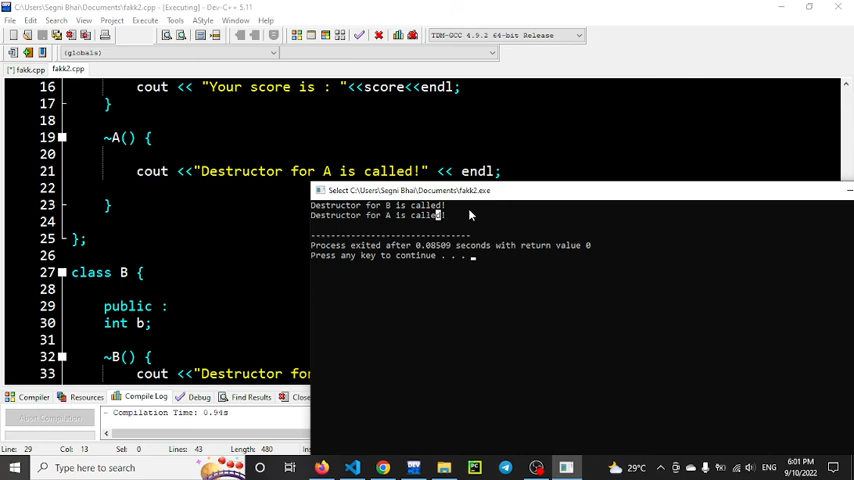 C:\Users\Segni Bhai\Documents\fakk2.cpp - [Executing] - Dev-C++ 5.11
File Edit Search View Project Execute Tools AStyle Window Help
TDM-GCC 4.9.2 64-bit Release
(globals)
[*] fakk.cpp fakk2.cpp
16 cout << "Your score is : "<<score<<endl;
17 }
18
19 ~A() {
20
21 cout <<"Destructor for A is called!" << endl;
22
23 }
24
25 };
26
27 class B {
28
29 public :
30 int b;
31
32 ~B() {
33 cout <<"Destructor fo
Select C:\Users\Segni Bhai\Documents\fakk2.exe
Destructor for B is called!
Destructor for A is called!
--------------------------------
Process exited after 0.08509 seconds with return value 0
Press any key to continue . . .
Compiler Resources Compile Log Debug Find Results Close
Abort Compilation
- Compilation Time: 0.94s
Line: 29 Col: 13 Sel: 0 Lines: 43 Length: 480
Type here to search
PC
DEV
29°C
ENG
6:01 PM
9/10/2022